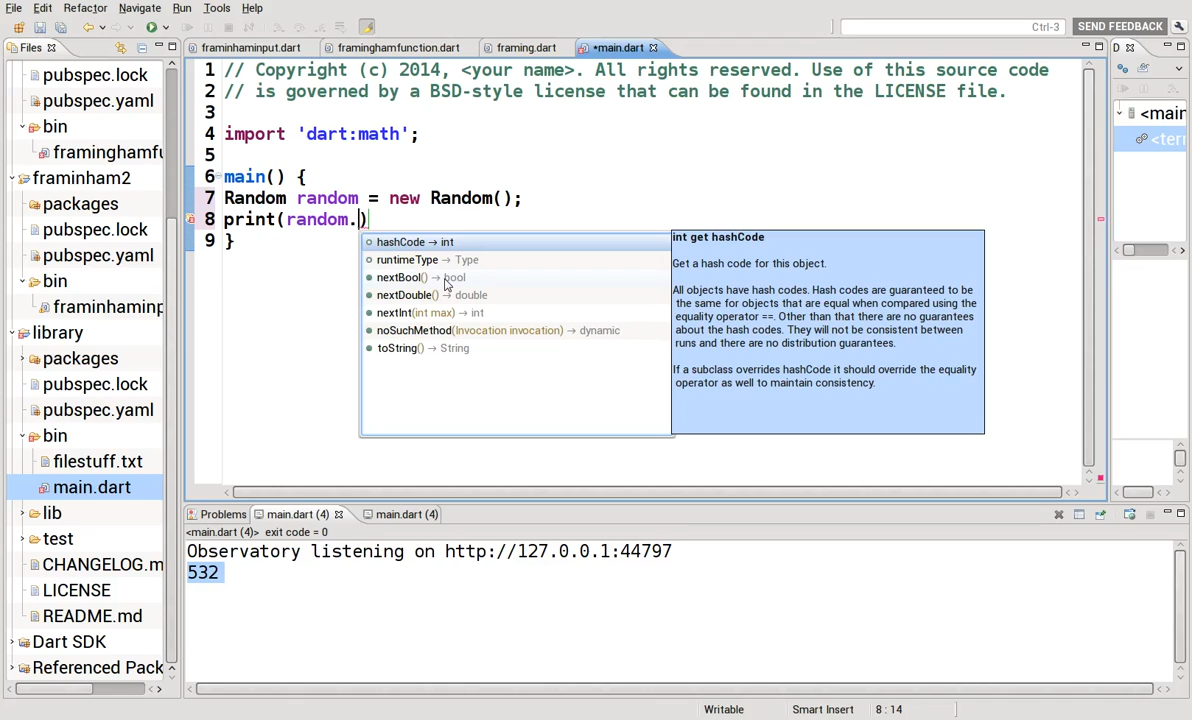 File Edit Refactor Navigate Run Tools Help
Ctrl-3 SEND FEEDBACK
Files
framinhaminput.dart framinghamfunction.dart framing.dart *main.dart D
pubspec.lock
pubspec.yaml
bin
framinghamfu
framinham2
packages
pubspec.lock
pubspec.yaml
bin
framinhaminp
library
packages
pubspec.lock
pubspec.yaml
bin
filestuff.txt
main.dart
lib
test
CHANGELOG.m
LICENSE
README.md
Dart SDK
Referenced Pack
1 // Copyright (c) 2014, <your name>. All rights reserved. Use of this source code
2 // is governed by a BSD-style license that can be found in the LICENSE file.
3
4 import 'dart:math';
5
6 main() {
7 Random random = new Random();
8 print(random.)
9 }
hashCode → int
runtimeType → Type
nextBool() → bool
nextDouble() → double
nextInt(int max) → int
noSuchMethod(Invocation invocation) → dynamic
toString() → String
int get hashCode
Get a hash code for this object.
All objects have hash codes. Hash codes are guaranteed to be
the same for objects that are equal when compared using the
equality operator ==. Other than that there are no guarantees
about the hash codes. They will not be consistent between
runs and there are no distribution guarantees.
If a subclass overrides hashCode it should override the equality
operator as well to maintain consistency.
<main
<ter
Problems main.dart (4) main.dart (4)
<main.dart (4)> exit code = 0
Observatory listening on http://127.0.0.1:44797
532
Writable Smart Insert 8 : 14